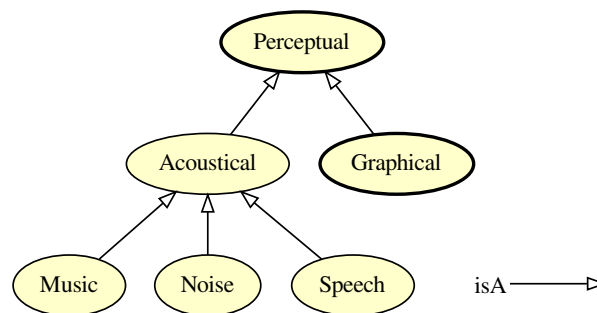 Perceptual
Acoustical
Graphical
Music
Noise
Speech
isA